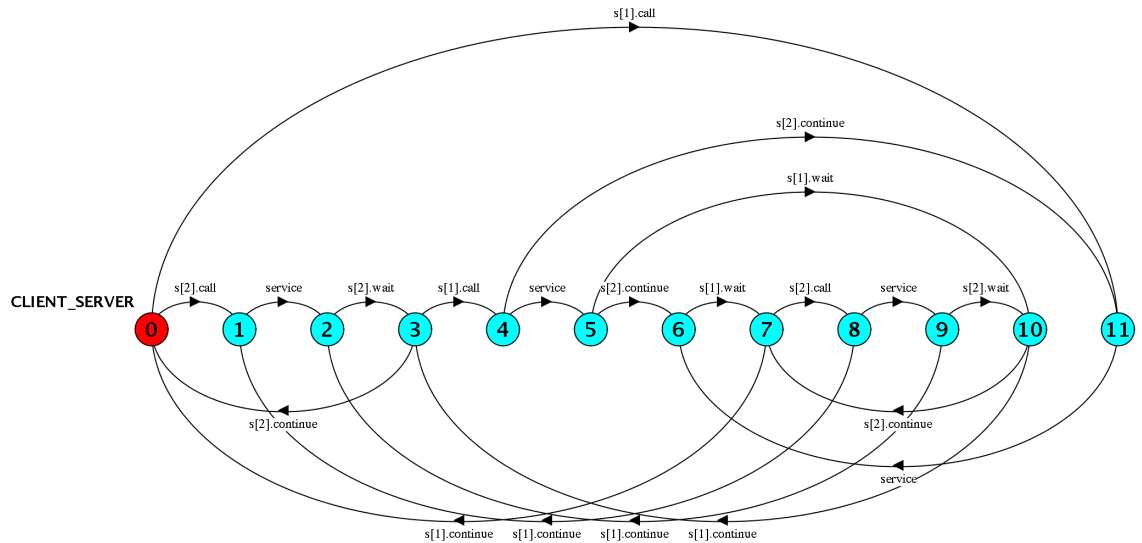 s[1].call
s[2].continue
s[1].wait
s[2].call service s[2].wait s[1].call service s[2].continue s[1].wait s[2].call service s[2].wait
CLIENT_SERVER
0 1 2 3 4 5 6 7 8 9 10 11
s[2].continue s[2].continue
service
s[1].continue s[1].continue s[1].continue s[1].continue